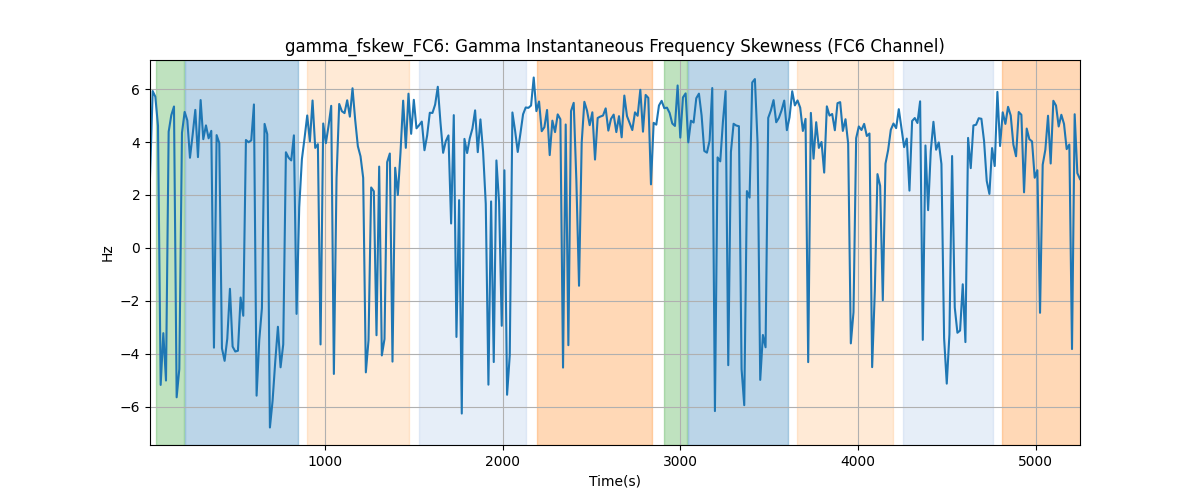 gamma_fskew_FC6: Gamma Instantaneous Frequency Skewness (FC6 Channel)
Hz
6
4
2
0
−2
−4
−6
1000 2000 3000 4000 5000
Time(s)